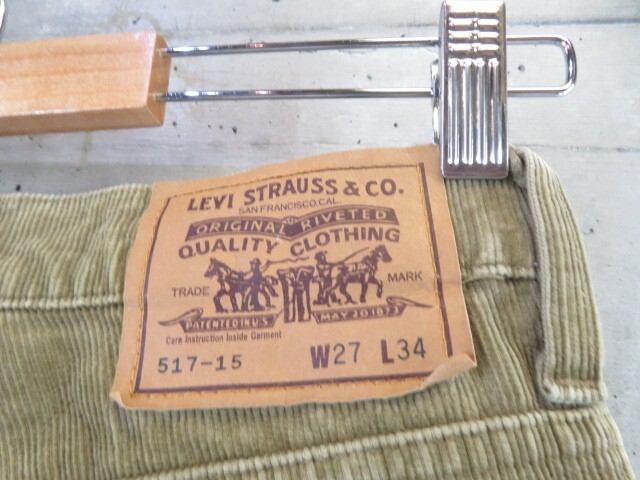 LEVI STRAUSS & CO.
SAN FRANCISCO, CAL.
ORIGINAL RIVETED
QUALITY CLOTHING
TRADE MARK
PATENTED IN U.S. MAY 20 1873
Care Instruction Inside Garment
517-15 W27 L34